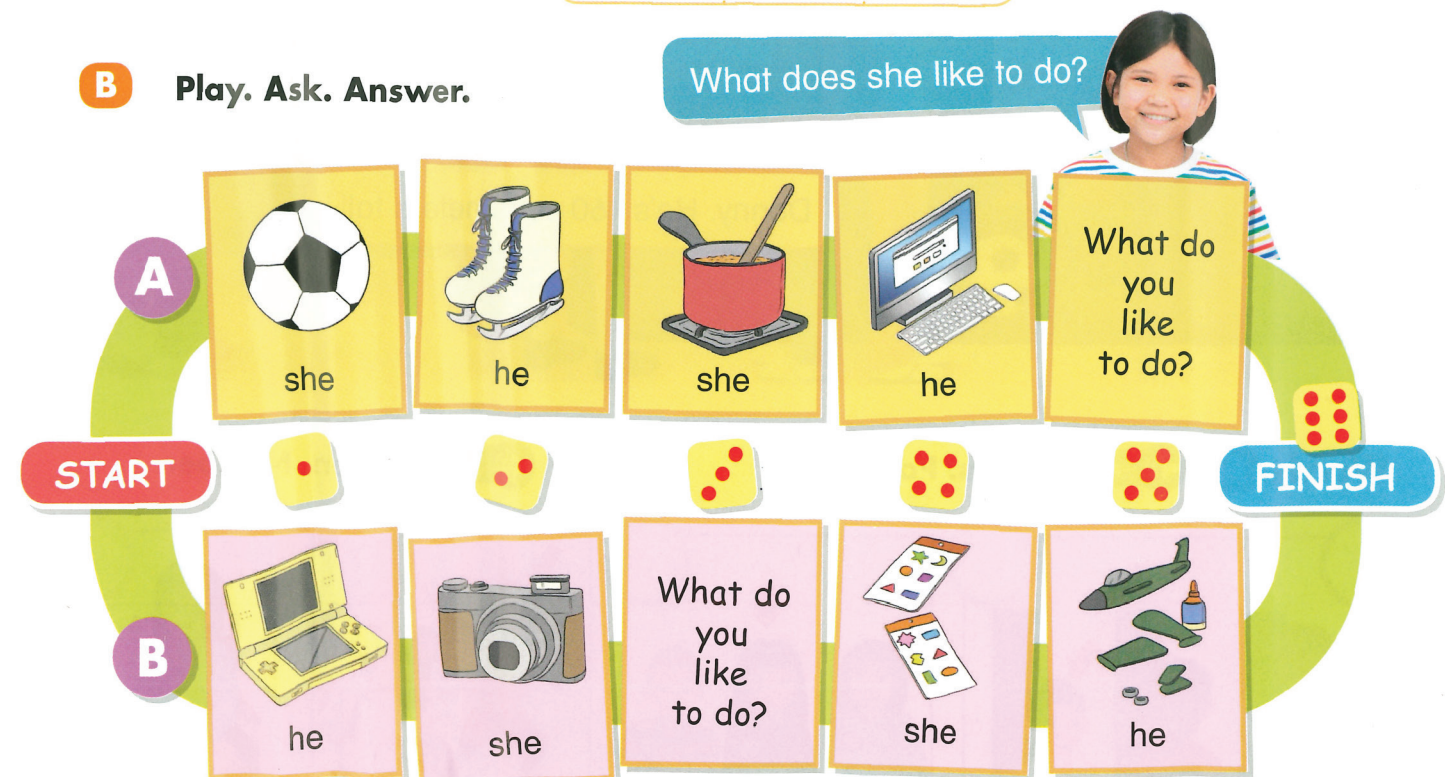 B Play. Ask. Answer.
What does she like to do?
A
she
he
she
he
What do
you
like
to do?
START
FINISH
B
he
she
What do
you
like
to do?
she
he